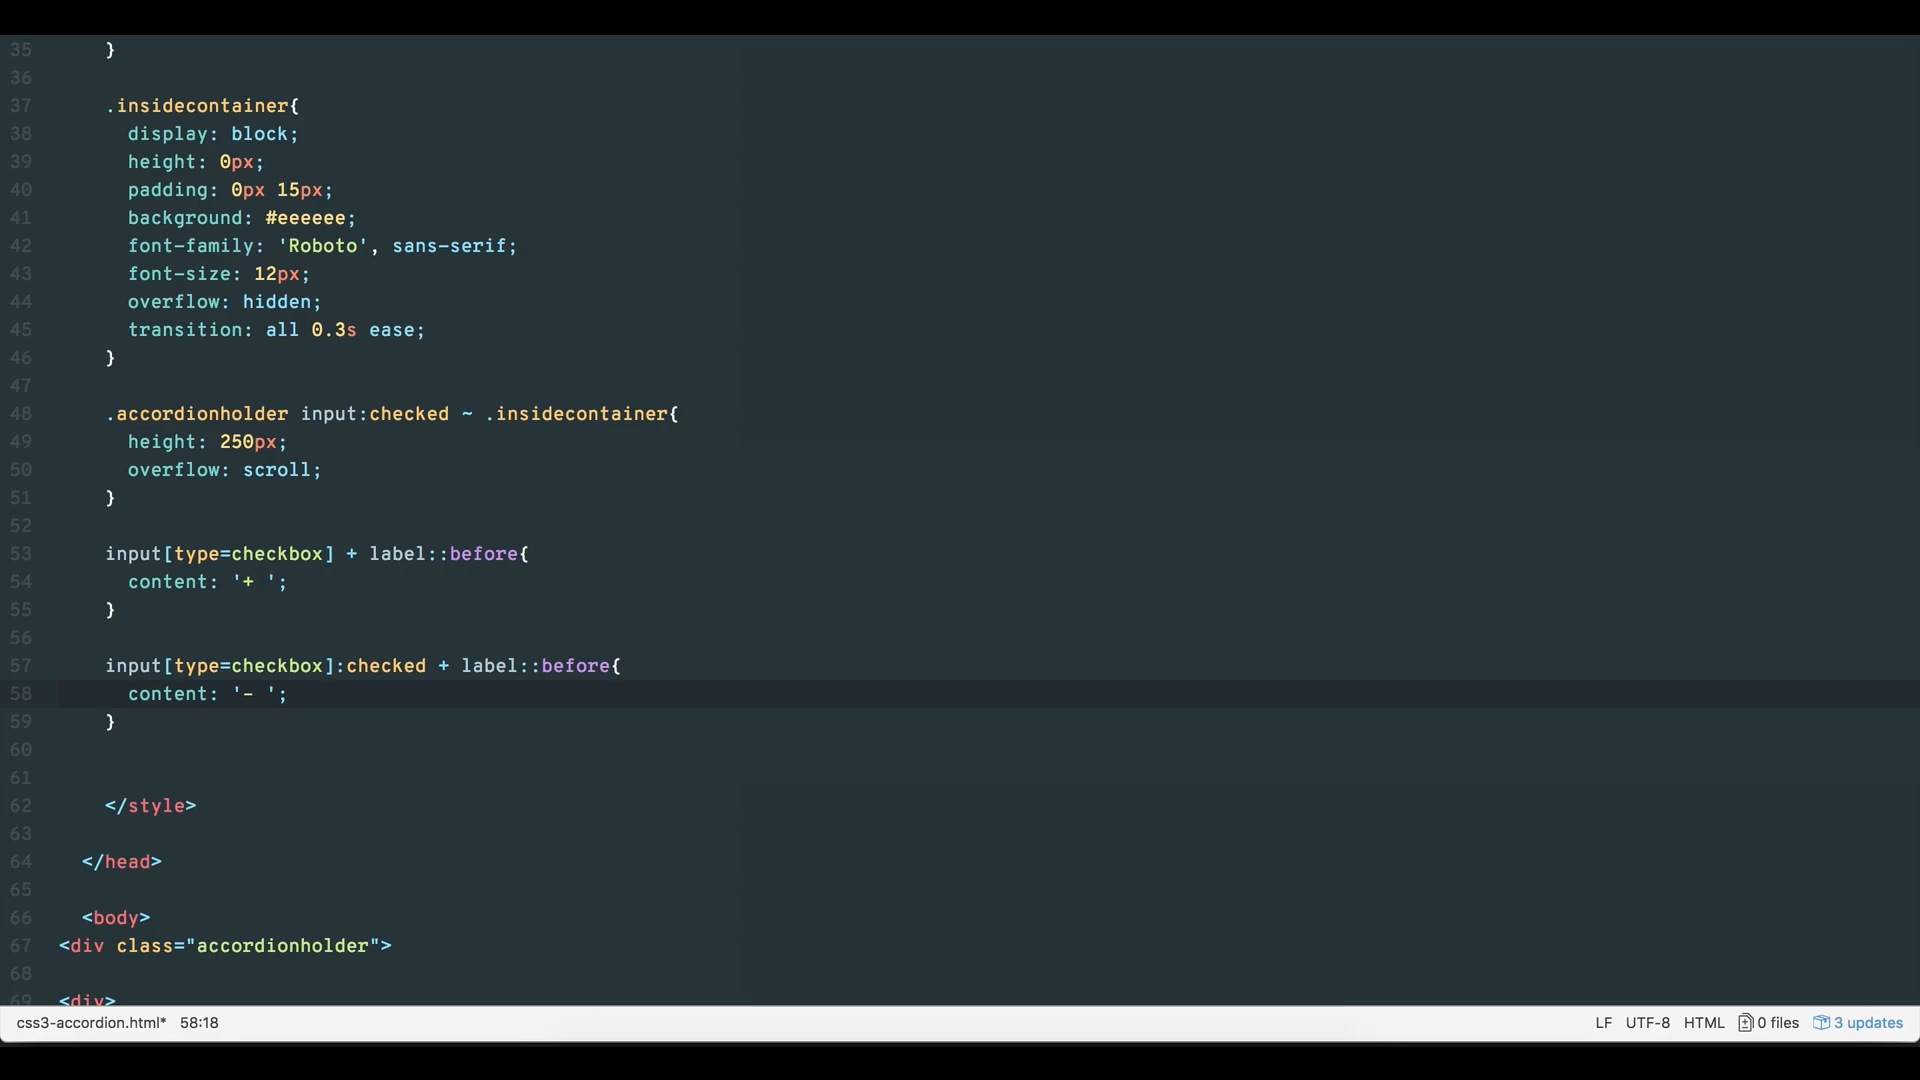 35 }
36
37 .insidecontainer{
38 display: block;
39 height: 0px;
40 padding: 0px 15px;
41 background: #eeeeee;
42 font-family: 'Roboto', sans-serif;
43 font-size: 12px;
44 overflow: hidden;
45 transition: all 0.3s ease;
46 }
47
48 .accordionholder input:checked ~ .insidecontainer{
49 height: 250px;
50 overflow: scroll;
51 }
52
53 input[type=checkbox] + label::before{
54 content: '+ ';
55 }
56
57 input[type=checkbox]:checked + label::before{
58 content: '- ';
59 }
60
61
62 </style>
63
64 </head>
65
66 <body>
67 <div class="accordionholder">
68
69 <div>
css3-accordion.html* 58:18 LF UTF-8 HTML 0 files 3 updates